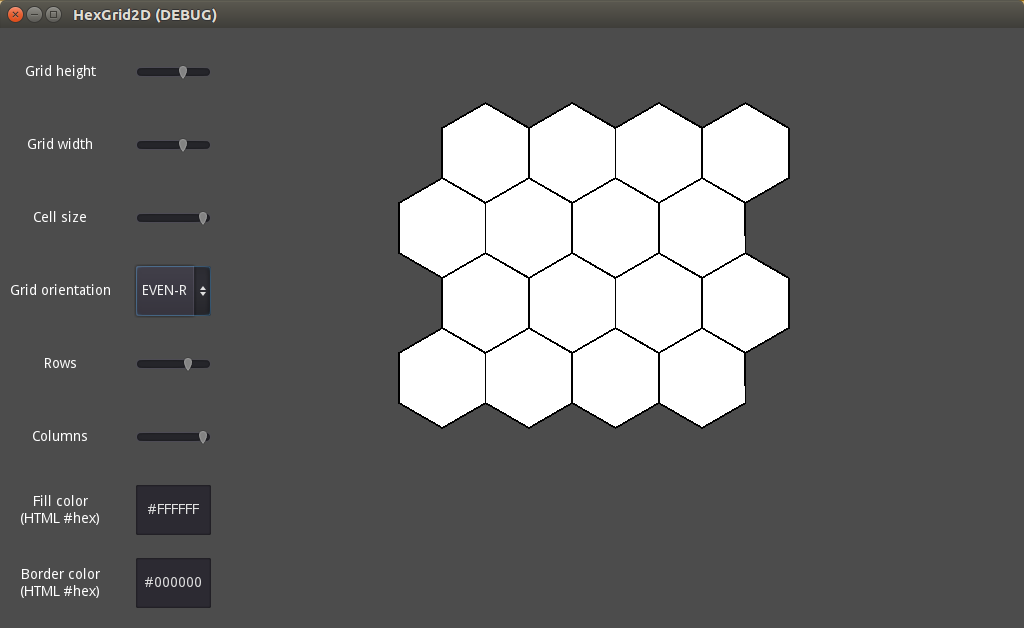 HexGrid2D (DEBUG)
Grid height
Grid width
Cell size
Grid orientation
EVEN-R
Rows
Columns
Fill color
(HTML #hex)
#FFFFFF
Border color
(HTML #hex)
#000000